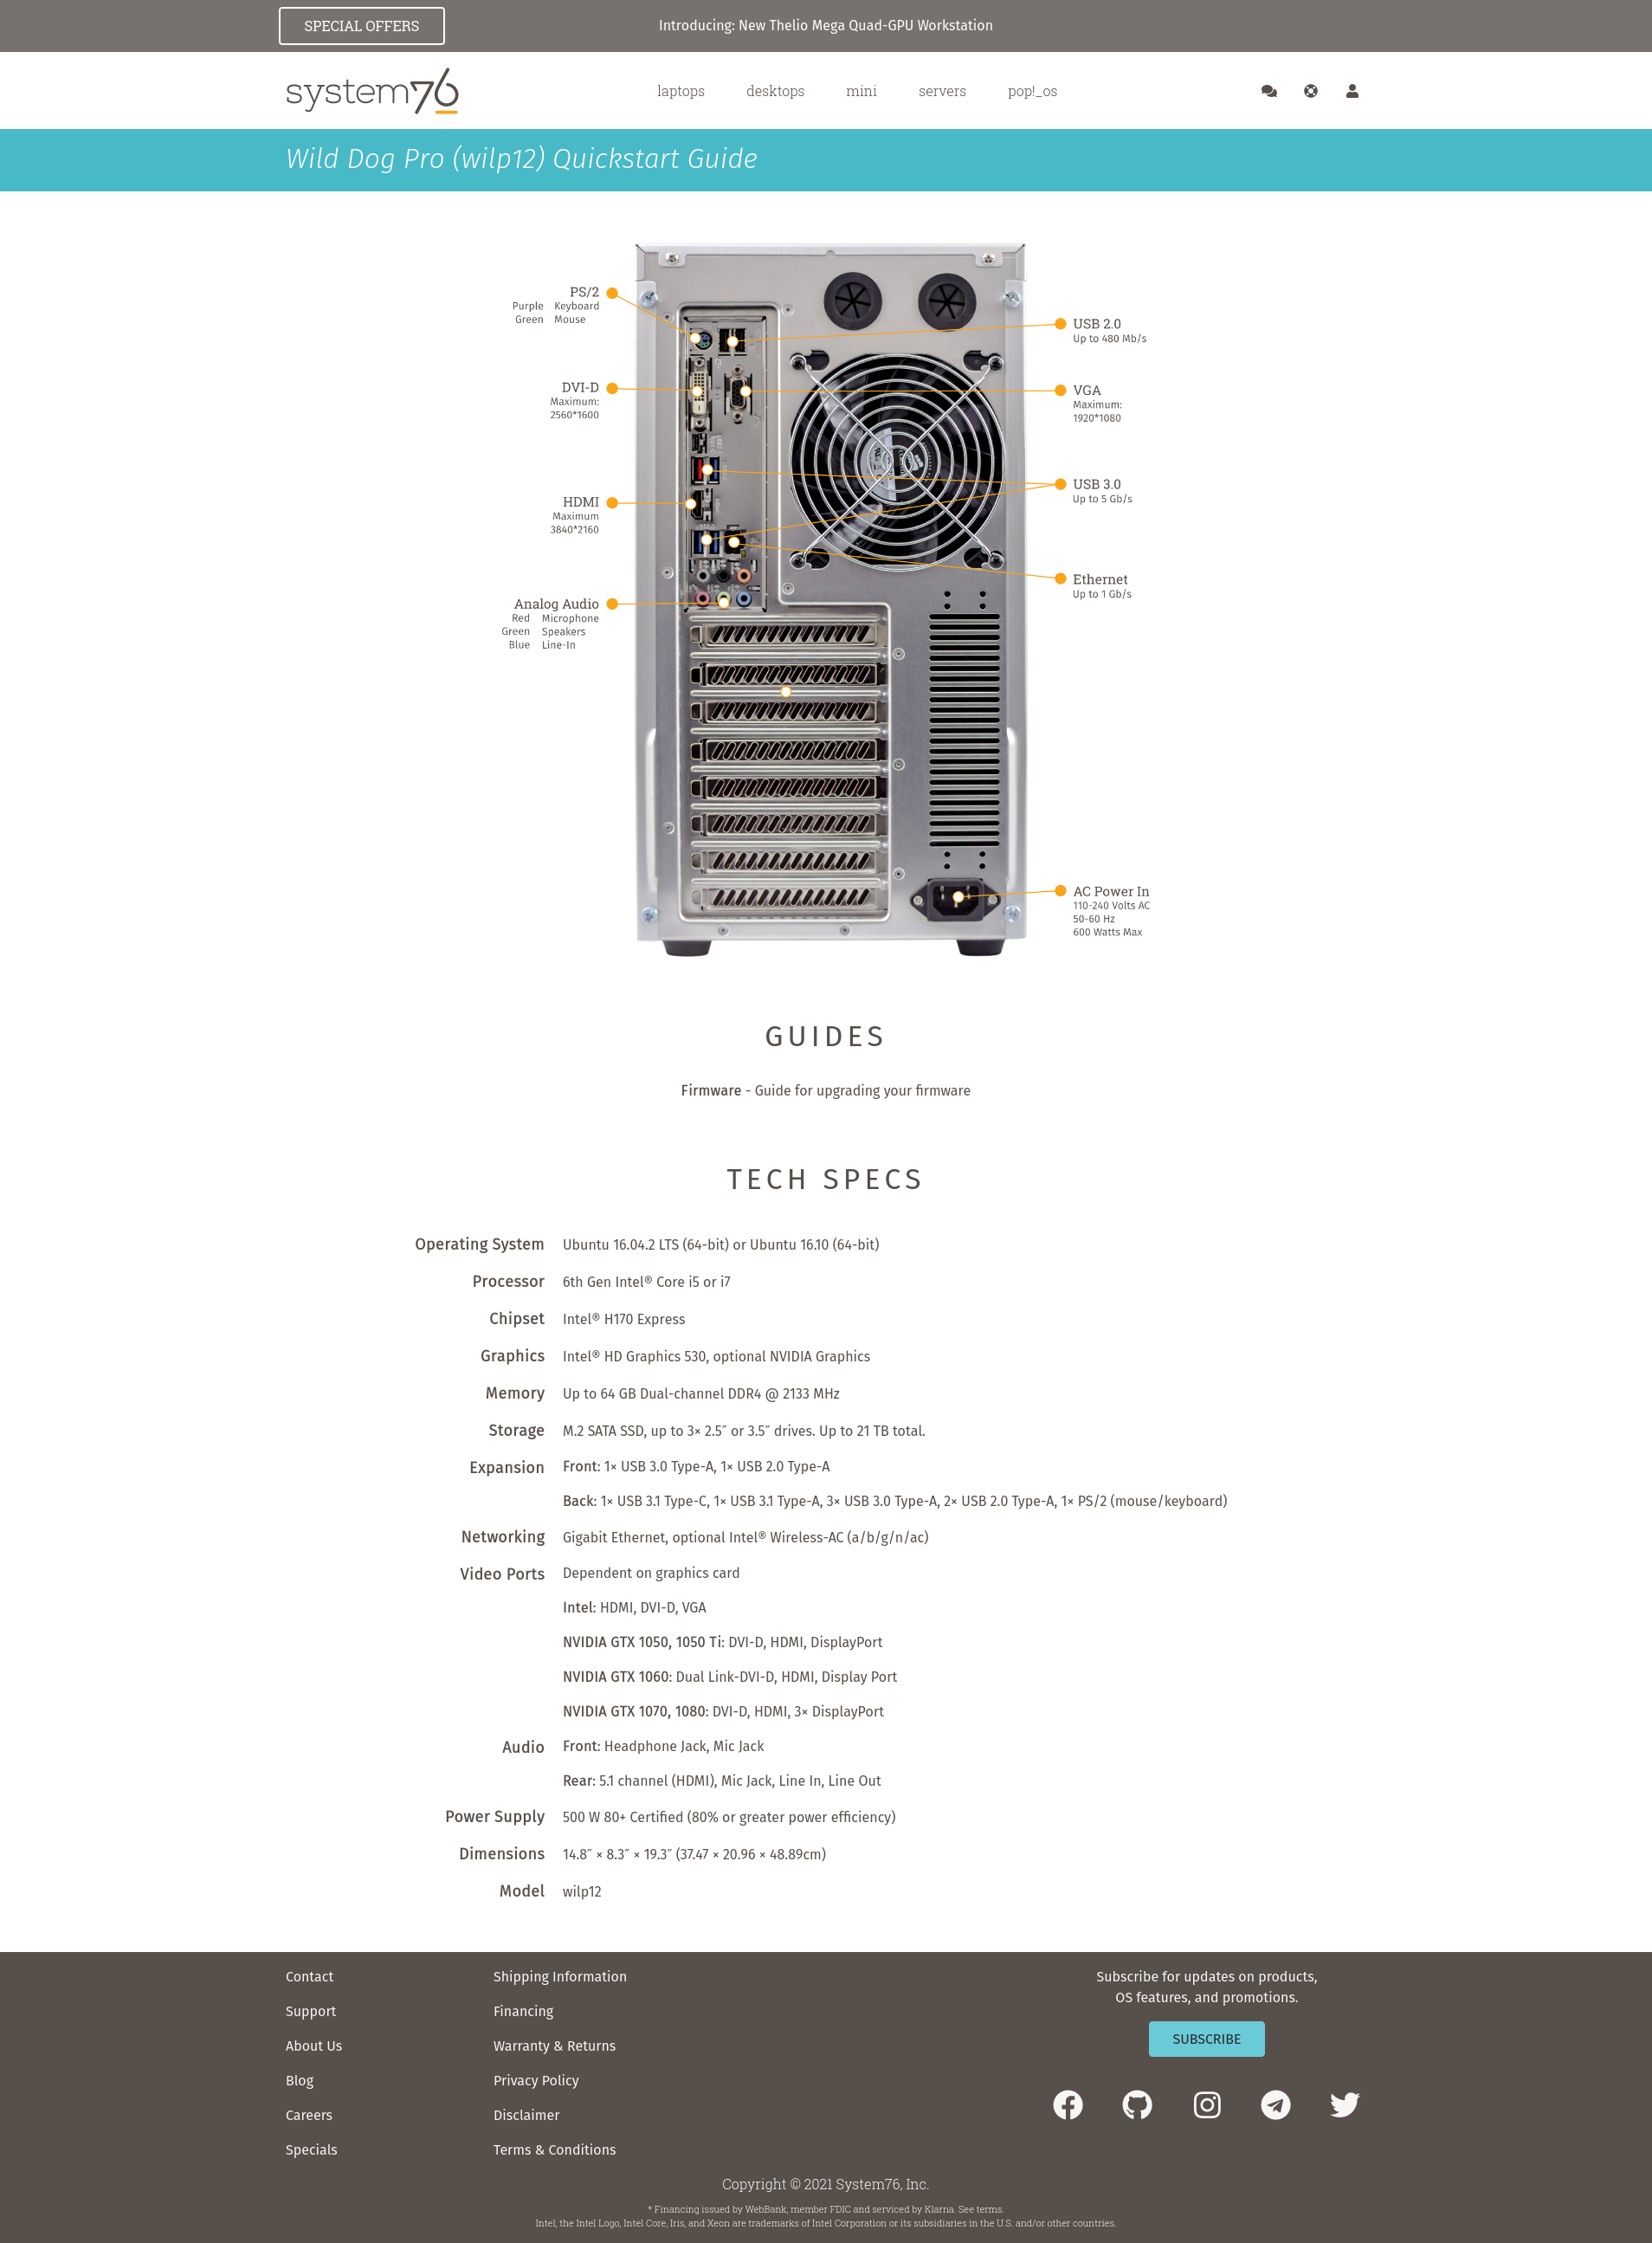 SPECIAL OFFERS
Introducing: New Thelio Mega Quad-GPU Workstation
system76
laptops desktops mini servers pop!_os
Wild Dog Pro (wilp12) Quickstart Guide
PS/2
Purple Keyboard
Green Mouse
DVI-D
Maximum:
2560*1600
HDMI
Maximum
3840*2160
Analog Audio
Red Microphone
Green Speakers
Blue Line-In
USB 2.0
Up to 480 Mb/s
VGA
Maximum:
1920*1080
USB 3.0
Up to 5 Gb/s
Ethernet
Up to 1 Gb/s
AC Power In
110-240 Volts AC
50-60 Hz
600 Watts Max
GUIDES
Firmware - Guide for upgrading your firmware
TECH SPECS
Operating System Ubuntu 16.04.2 LTS (64-bit) or Ubuntu 16.10 (64-bit)
Processor 6th Gen Intel® Core i5 or i7
Chipset Intel® H170 Express
Graphics Intel® HD Graphics 530, optional NVIDIA Graphics
Memory Up to 64 GB Dual-channel DDR4 @ 2133 MHz
Storage M.2 SATA SSD, up to 3× 2.5″ or 3.5″ drives. Up to 21 TB total.
Expansion Front: 1× USB 3.0 Type-A, 1× USB 2.0 Type-A
Back: 1× USB 3.1 Type-C, 1× USB 3.1 Type-A, 3× USB 3.0 Type-A, 2× USB 2.0 Type-A, 1× PS/2 (mouse/keyboard)
Networking Gigabit Ethernet, optional Intel® Wireless-AC (a/b/g/n/ac)
Video Ports Dependent on graphics card
Intel: HDMI, DVI-D, VGA
NVIDIA GTX 1050, 1050 Ti: DVI-D, HDMI, DisplayPort
NVIDIA GTX 1060: Dual Link-DVI-D, HDMI, Display Port
NVIDIA GTX 1070, 1080: DVI-D, HDMI, 3× DisplayPort
Audio Front: Headphone Jack, Mic Jack
Rear: 5.1 channel (HDMI), Mic Jack, Line In, Line Out
Power Supply 500 W 80+ Certified (80% or greater power efficiency)
Dimensions 14.8″ × 8.3″ × 19.3″ (37.47 × 20.96 × 48.89cm)
Model wilp12
Contact
Support
About Us
Blog
Careers
Specials
Shipping Information
Financing
Warranty & Returns
Privacy Policy
Disclaimer
Terms & Conditions
Subscribe for updates on products,
OS features, and promotions.
SUBSCRIBE
Copyright © 2021 System76, Inc.
* Financing issued by WebBank, member FDIC and serviced by Klarna. See terms.
Intel, the Intel Logo, Intel Core, Iris, and Xeon are trademarks of Intel Corporation or its subsidiaries in the U.S. and/or other countries.